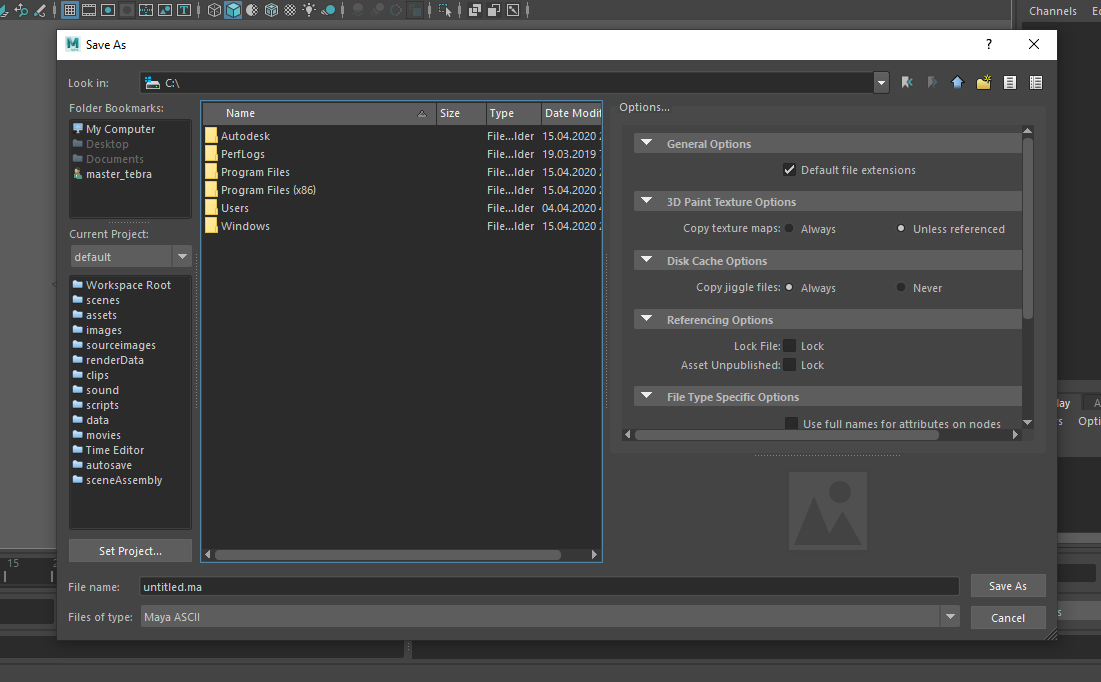 Channels
Save As
?
Look in:
C:\
Folder Bookmarks:
My Computer
Desktop
Documents
master_tebra
Current Project:
default
Workspace Root
scenes
assets
images
sourceimages
renderData
clips
sound
scripts
data
movies
Time Editor
autosave
sceneAssembly
Set Project...
Name Size Type Date Modif
Autodesk File...lder 15.04.2020
PerfLogs File...lder 19.03.2019
Program Files File...lder 15.04.2020
Program Files (x86) File...lder 15.04.2020
Users File...lder 04.04.2020
Windows File...lder 15.04.2020
Options...
General Options
Default file extensions
3D Paint Texture Options
Copy texture maps: Always Unless referenced
Disk Cache Options
Copy jiggle files: Always Never
Referencing Options
Lock File: Lock
Asset Unpublished: Lock
File Type Specific Options
Use full names for attributes on nodes
lay
Opti
15
File name: untitled.ma Save As
Files of type: Maya ASCII Cancel